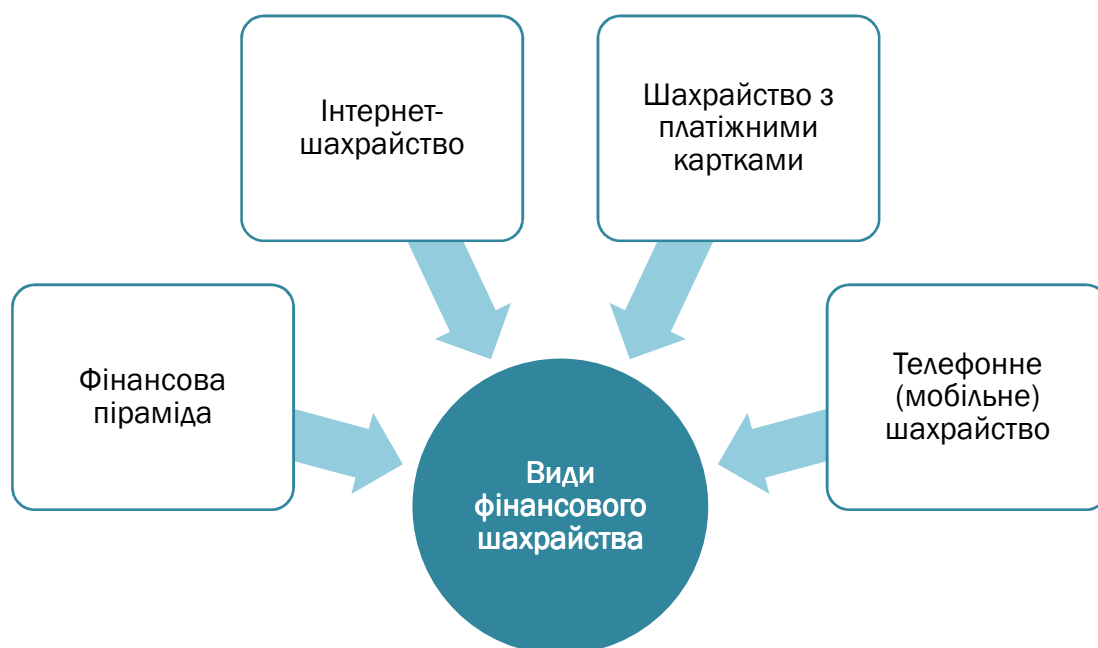 Інтернет-
шахрайство
Шахрайство з
платіжними
картками
Фінансова
піраміда
Телефонне
(мобільне)
шахрайство
Види
фінансового
шахрайства